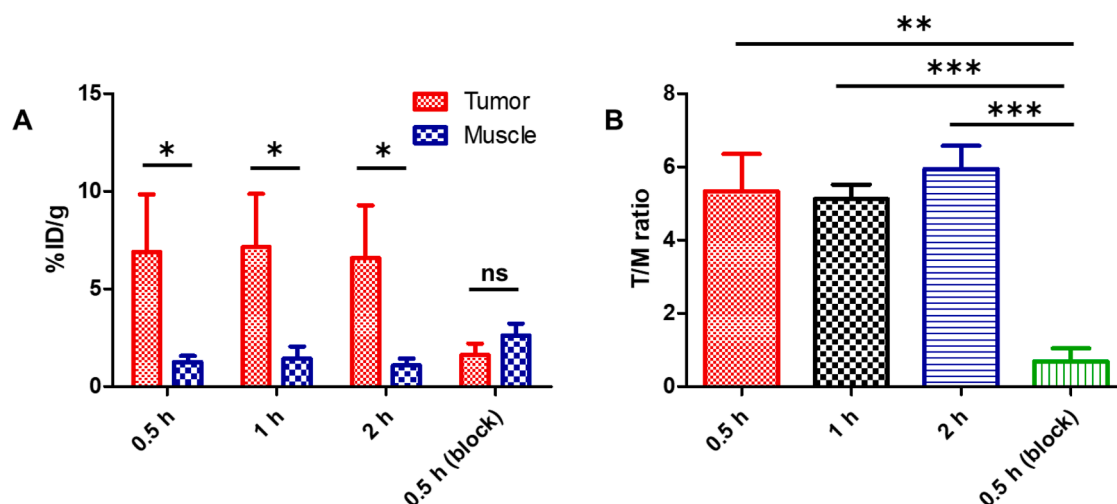 A
%ID/g
15
10
5
0
Tumor
Muscle
*
*
*
ns
0.5 h
1 h
2 h
0.5 h (block)
B
T/M ratio
8
6
4
2
0
**
***
***
0.5 h
1 h
2 h
0.5 h (block)